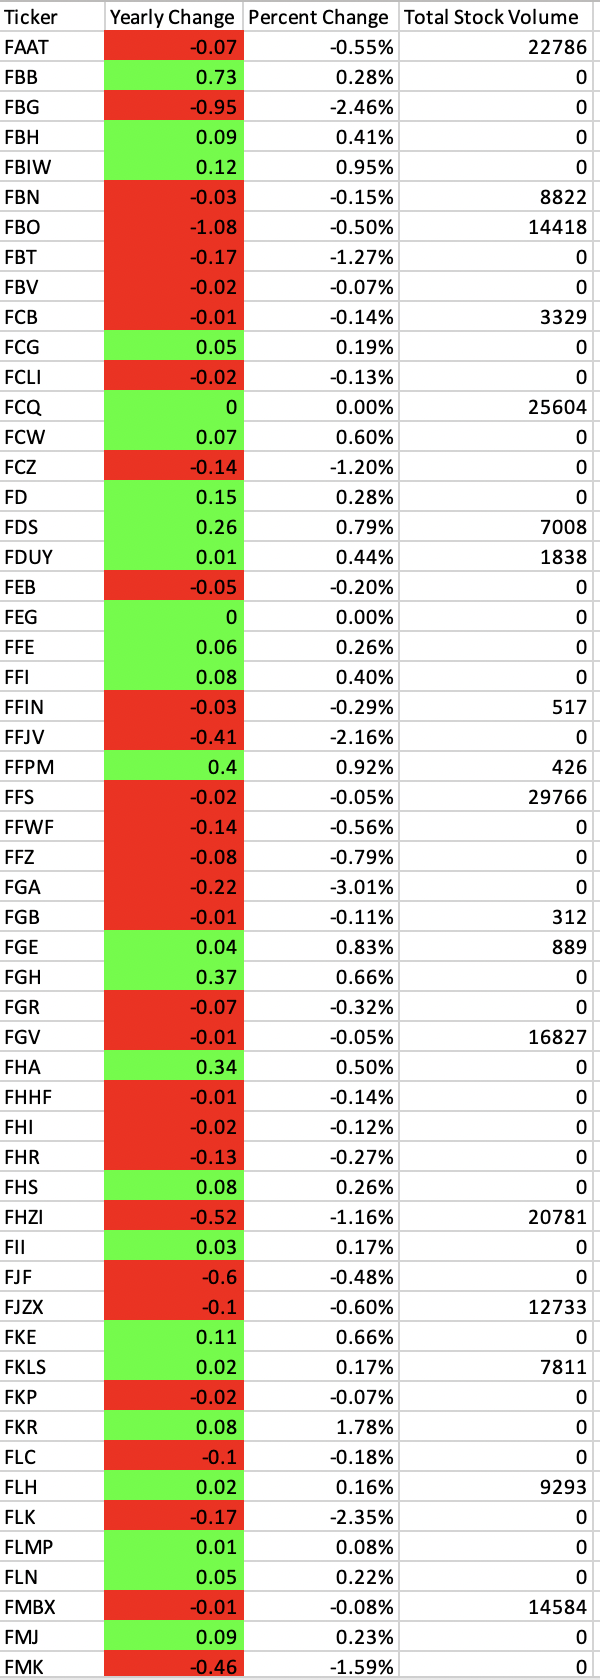 Ticker Yearly Change Percent Change Total Stock Volume
FAAT -0.07 -0.55% 22786
FBB 0.73 0.28% 0
FBG -0.95 -2.46% 0
FBH 0.09 0.41% 0
FBIW 0.12 0.95% 0
FBN -0.03 -0.15% 8822
FBO -1.08 -0.50% 14418
FBT -0.17 -1.27% 0
FBV -0.02 -0.07% 0
FCB -0.01 -0.14% 3329
FCG 0.05 0.19% 0
FCLI -0.02 -0.13% 0
FCQ 0 0.00% 25604
FCW 0.07 0.60% 0
FCZ -0.14 -1.20% 0
FD 0.15 0.28% 0
FDS 0.26 0.79% 7008
FDUY 0.01 0.44% 1838
FEB -0.05 -0.20% 0
FEG 0 0.00% 0
FFE 0.06 0.26% 0
FFI 0.08 0.40% 0
FFIN -0.03 -0.29% 517
FFJV -0.41 -2.16% 0
FFPM 0.4 0.92% 426
FFS -0.02 -0.05% 29766
FFWF -0.14 -0.56% 0
FFZ -0.08 -0.79% 0
FGA -0.22 -3.01% 0
FGB -0.01 -0.11% 312
FGE 0.04 0.83% 889
FGH 0.37 0.66% 0
FGR -0.07 -0.32% 0
FGV -0.01 -0.05% 16827
FHA 0.34 0.50% 0
FHHF -0.01 -0.14% 0
FHI -0.02 -0.12% 0
FHR -0.13 -0.27% 0
FHS 0.08 0.26% 0
FHZI -0.52 -1.16% 20781
FII 0.03 0.17% 0
FJF -0.6 -0.48% 0
FJZX -0.1 -0.60% 12733
FKE 0.11 0.66% 0
FKLS 0.02 0.17% 7811
FKP -0.02 -0.07% 0
FKR 0.08 1.78% 0
FLC -0.1 -0.18% 0
FLH 0.02 0.16% 9293
FLK -0.17 -2.35% 0
FLMP 0.01 0.08% 0
FLN 0.05 0.22% 0
FMBX -0.01 -0.08% 14584
FMJ 0.09 0.23% 0
FMK -0.46 -1.59% 0